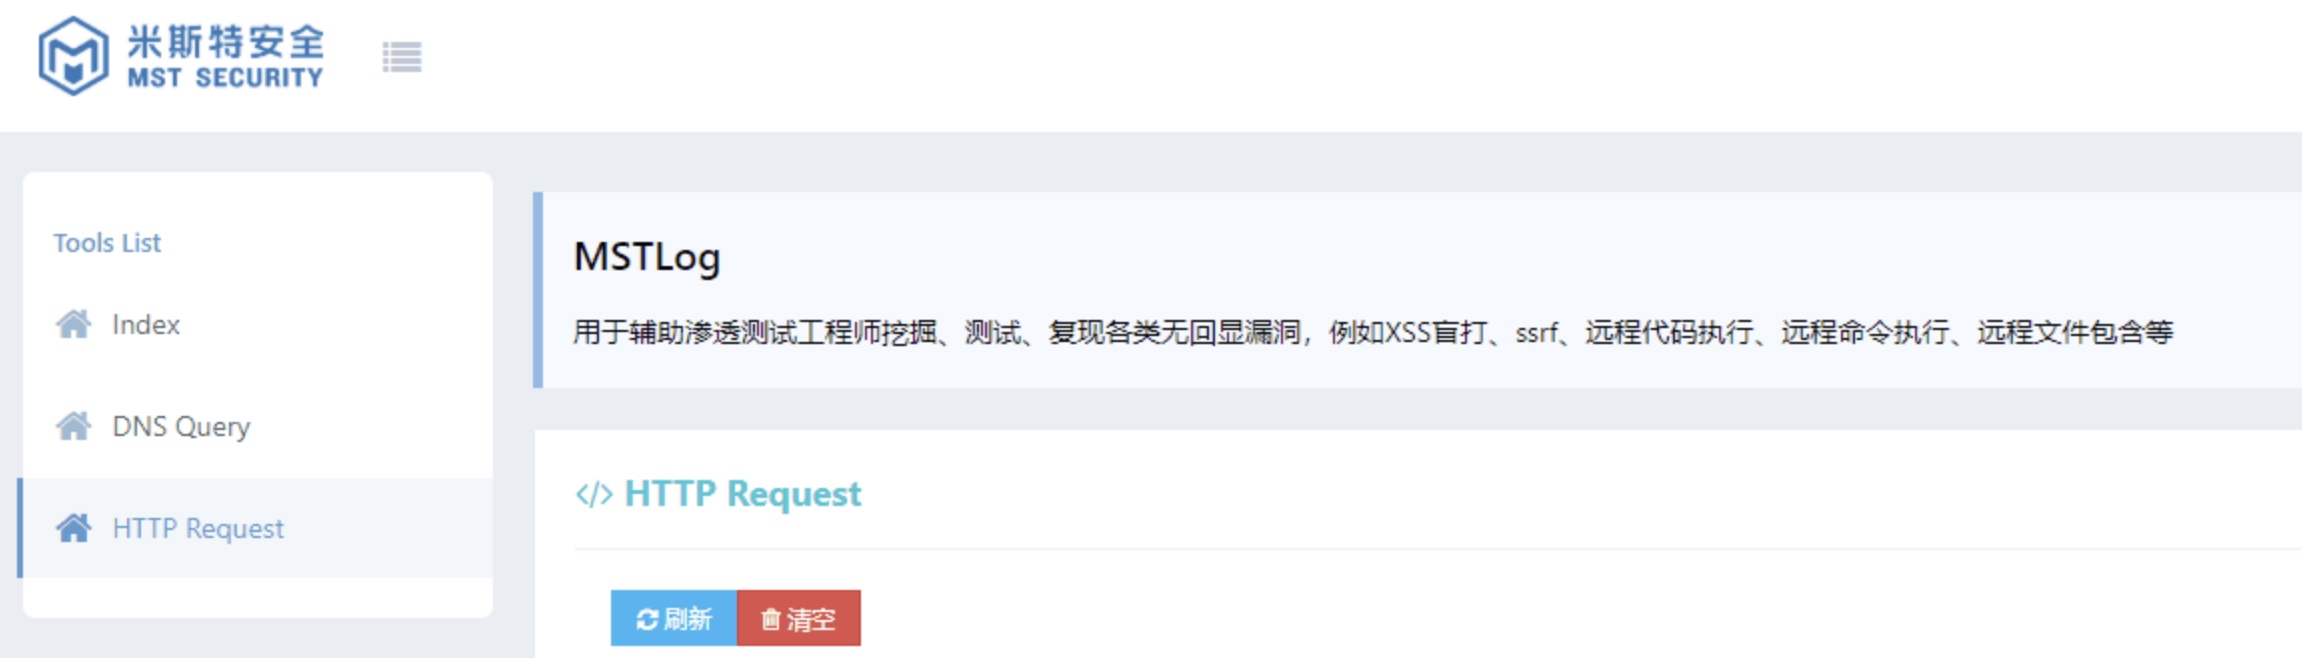 米斯特安全
MST SECURITY
Tools List
Index
DNS Query
HTTP Request
MSTLog
用于辅助渗透测试工程师挖掘、测试、复现各类无回显漏洞，例如XSS盲打、ssrf、远程代码执行、远程命令执行、远程文件包含等
</> HTTP Request
刷新 清空